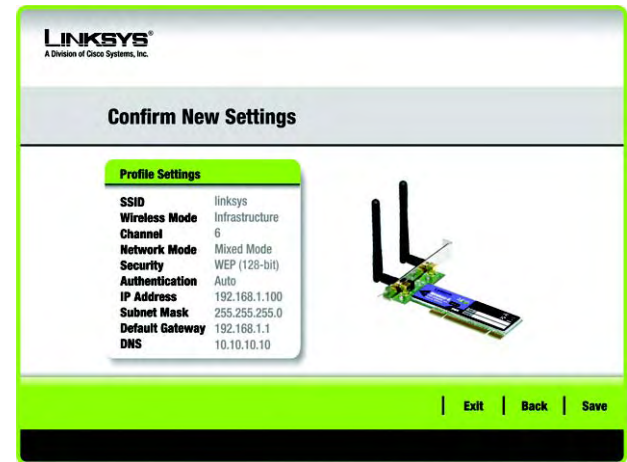 LINKSYS®
A Division of Cisco Systems, Inc.
Confirm New Settings
Profile Settings
SSID linksys
Wireless Mode Infrastructure
Channel 6
Network Mode Mixed Mode
Security WEP (128-bit)
Authentication Auto
IP Address 192.168.1.100
Subnet Mask 255.255.255.0
Default Gateway 192.168.1.1
DNS 10.10.10.10
Exit Back Save